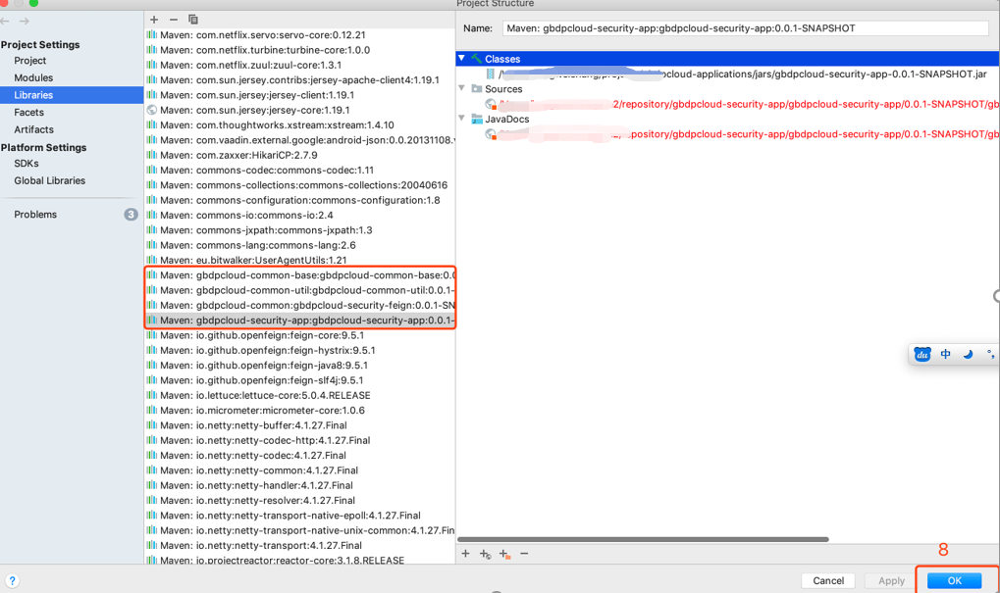 Project Structure
Project Settings
Project
Modules
Libraries
Facets
Artifacts
Platform Settings
SDKs
Global Libraries
Problems 3
Maven: com.netflix.servo:servo-core:0.12.21
Maven: com.netflix.turbine:turbine-core:1.0.0
Maven: com.netflix.zuul:zuul-core:1.3.1
Maven: com.sun.jersey.contribs:jersey-apache-client4:1.19.1
Maven: com.sun.jersey:jersey-client:1.19.1
Maven: com.sun.jersey:jersey-core:1.19.1
Maven: com.thoughtworks.xstream:xstream:1.4.10
Maven: com.vaadin.external.google:android-json:0.0.20131108.v
Maven: com.zaxxer:HikariCP:2.7.9
Maven: commons-codec:commons-codec:1.11
Maven: commons-collections:commons-collections:20040616
Maven: commons-configuration:commons-configuration:1.8
Maven: commons-io:commons-io:2.4
Maven: commons-jxpath:commons-jxpath:1.3
Maven: commons-lang:commons-lang:2.6
Maven: eu.bitwalker:UserAgentUtils:1.21
Maven: gbdpcloud-common-base:gbdpcloud-common-base:0.0
Maven: gbdpcloud-common-util:gbdpcloud-common-util:0.0.1-
Maven: gbdpcloud-common:gbdpcloud-security-feign:0.0.1-SN
Maven: gbdpcloud-security-app:gbdpcloud-security-app:0.0.1-
Maven: io.github.openfeign:feign-core:9.5.1
Maven: io.github.openfeign:feign-hystrix:9.5.1
Maven: io.github.openfeign:feign-java8:9.5.1
Maven: io.github.openfeign:feign-slf4j:9.5.1
Maven: io.lettuce:lettuce-core:5.0.4.RELEASE
Maven: io.micrometer:micrometer-core:1.0.6
Maven: io.netty:netty-buffer:4.1.27.Final
Maven: io.netty:netty-codec-http:4.1.27.Final
Maven: io.netty:netty-codec:4.1.27.Final
Maven: io.netty:netty-common:4.1.27.Final
Maven: io.netty:netty-handler:4.1.27.Final
Maven: io.netty:netty-resolver:4.1.27.Final
Maven: io.netty:netty-transport-native-epoll:4.1.27.Final
Maven: io.netty:netty-transport-native-unix-common:4.1.27.Fin
Maven: io.netty:netty-transport:4.1.27.Final
Maven: io.projectreactor:reactor-core:3.1.8.RELEASE
Name: Maven: gbdpcloud-security-app:gbdpcloud-security-app:0.0.1-SNAPSHOT
Classes
ocloud-applications/jars/gbdpcloud-security-app-0.0.1-SNAPSHOT.jar
Sources
2/repository/gbdpcloud-security-app/gbdpcloud-security-app/0.0.1-SNAPSHOT/gb
JavaDocs
pository/gbdpcloud-security-app/gbdpcloud-security-app/0.0.1-SNAPSHOT/gb
du 中
8
? Cancel Apply OK